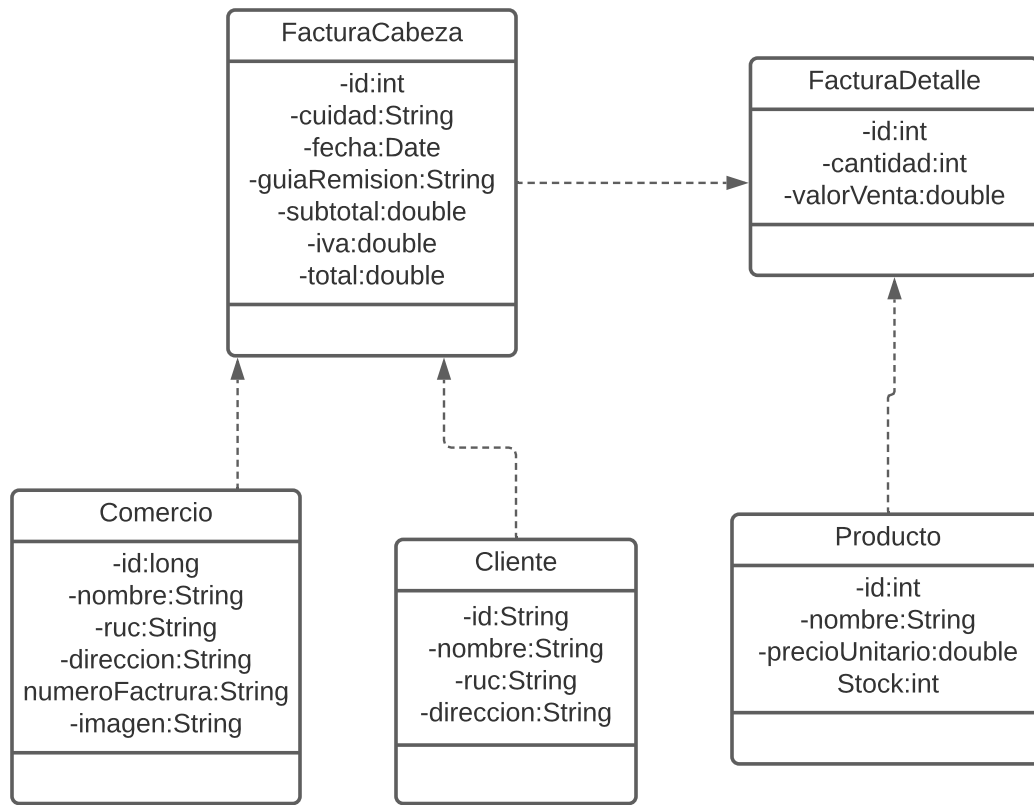 FacturaCabeza
-id:int
-cuidad:String
-fecha:Date
-guiaRemision:String
-subtotal:double
-iva:double
-total:double
FacturaDetalle
-id:int
-cantidad:int
-valorVenta:double
Comercio
-id:long
-nombre:String
-ruc:String
-direccion:String
numeroFactrura:String
-imagen:String
Cliente
-id:String
-nombre:String
-ruc:String
-direccion:String
Producto
-id:int
-nombre:String
-precioUnitario:double
Stock:int